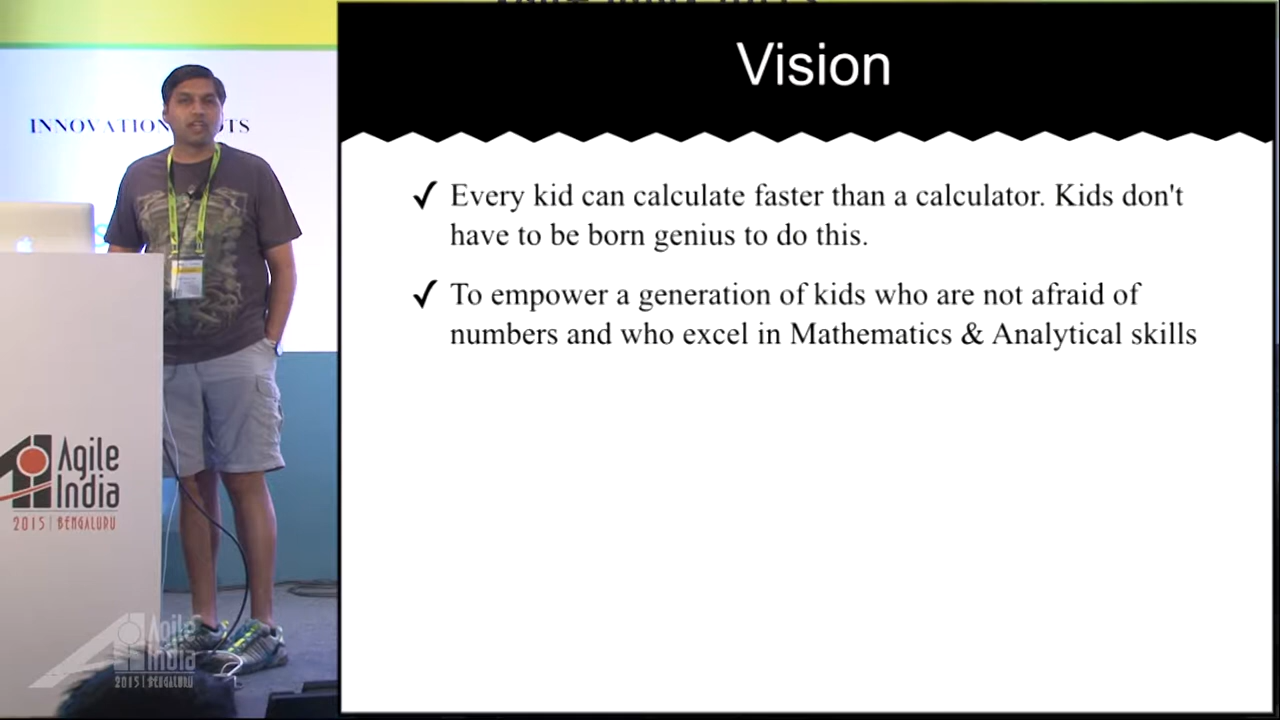 Vision
✓ Every kid can calculate faster than a calculator. Kids don't
have to be born genius to do this.
✓ To empower a generation of kids who are not afraid of
numbers and who excel in Mathematics & Analytical skills
INNOVATION
TS
Agile
India
2015 | BENGALURU
Agile
India
2015 | BENGALURU